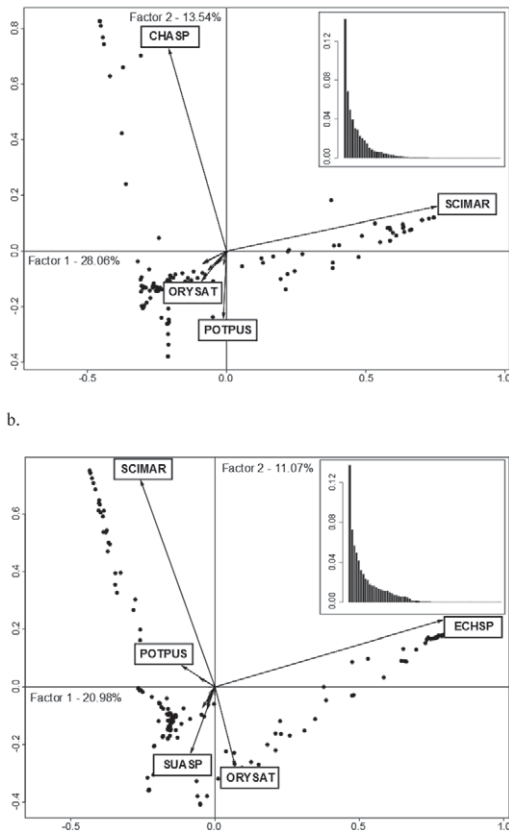 Factor 2 - 13.54%
CHASP
0.8
0.6
0.4
0.2
0.0
-0.2
-0.4
0.12
0.08
0.04
0.00
SCIMAR
Factor 1 - 28.06%
ORYSAT
POTPUS
-0.5
0.0
0.5
1.0
b.
SCIMAR
Factor 2 - 11.07%
0.6
0.4
0.2
0.0
-0.2
-0.4
0.12
0.08
0.04
0.00
ECHSP
POTPUS
Factor 1 - 20.98%
SUASP
ORYSAT
-0.5
0.0
0.5
1.0